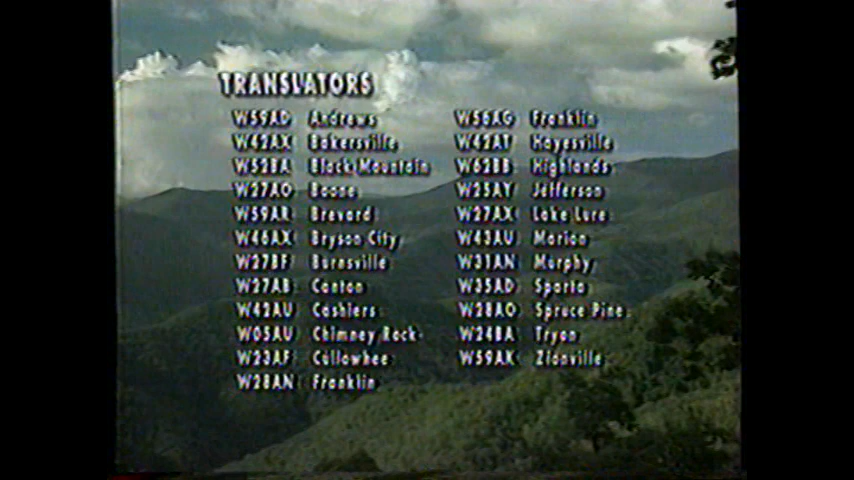 TRANSLATORS
W59AD Andrews
W42AX Bakersville
W52BA Black Mountain
W27AO Boone
W59AR Brevard
W46AX Bryson City
W27BF Burnsville
W27AB Canton
W42AU Cashiers
W05AU Chimney Rock
W23AF Cullowhee
W28AN Franklin
W56AG Franklin
W42AT Hayesville
W62BB Highlands
W25AY Jefferson
W27AX Lake Lure
W43AU Marion
W31AN Murphy
W35AD Sparta
W28AO Spruce Pine
W24BA Tryon
W59AK Zionville